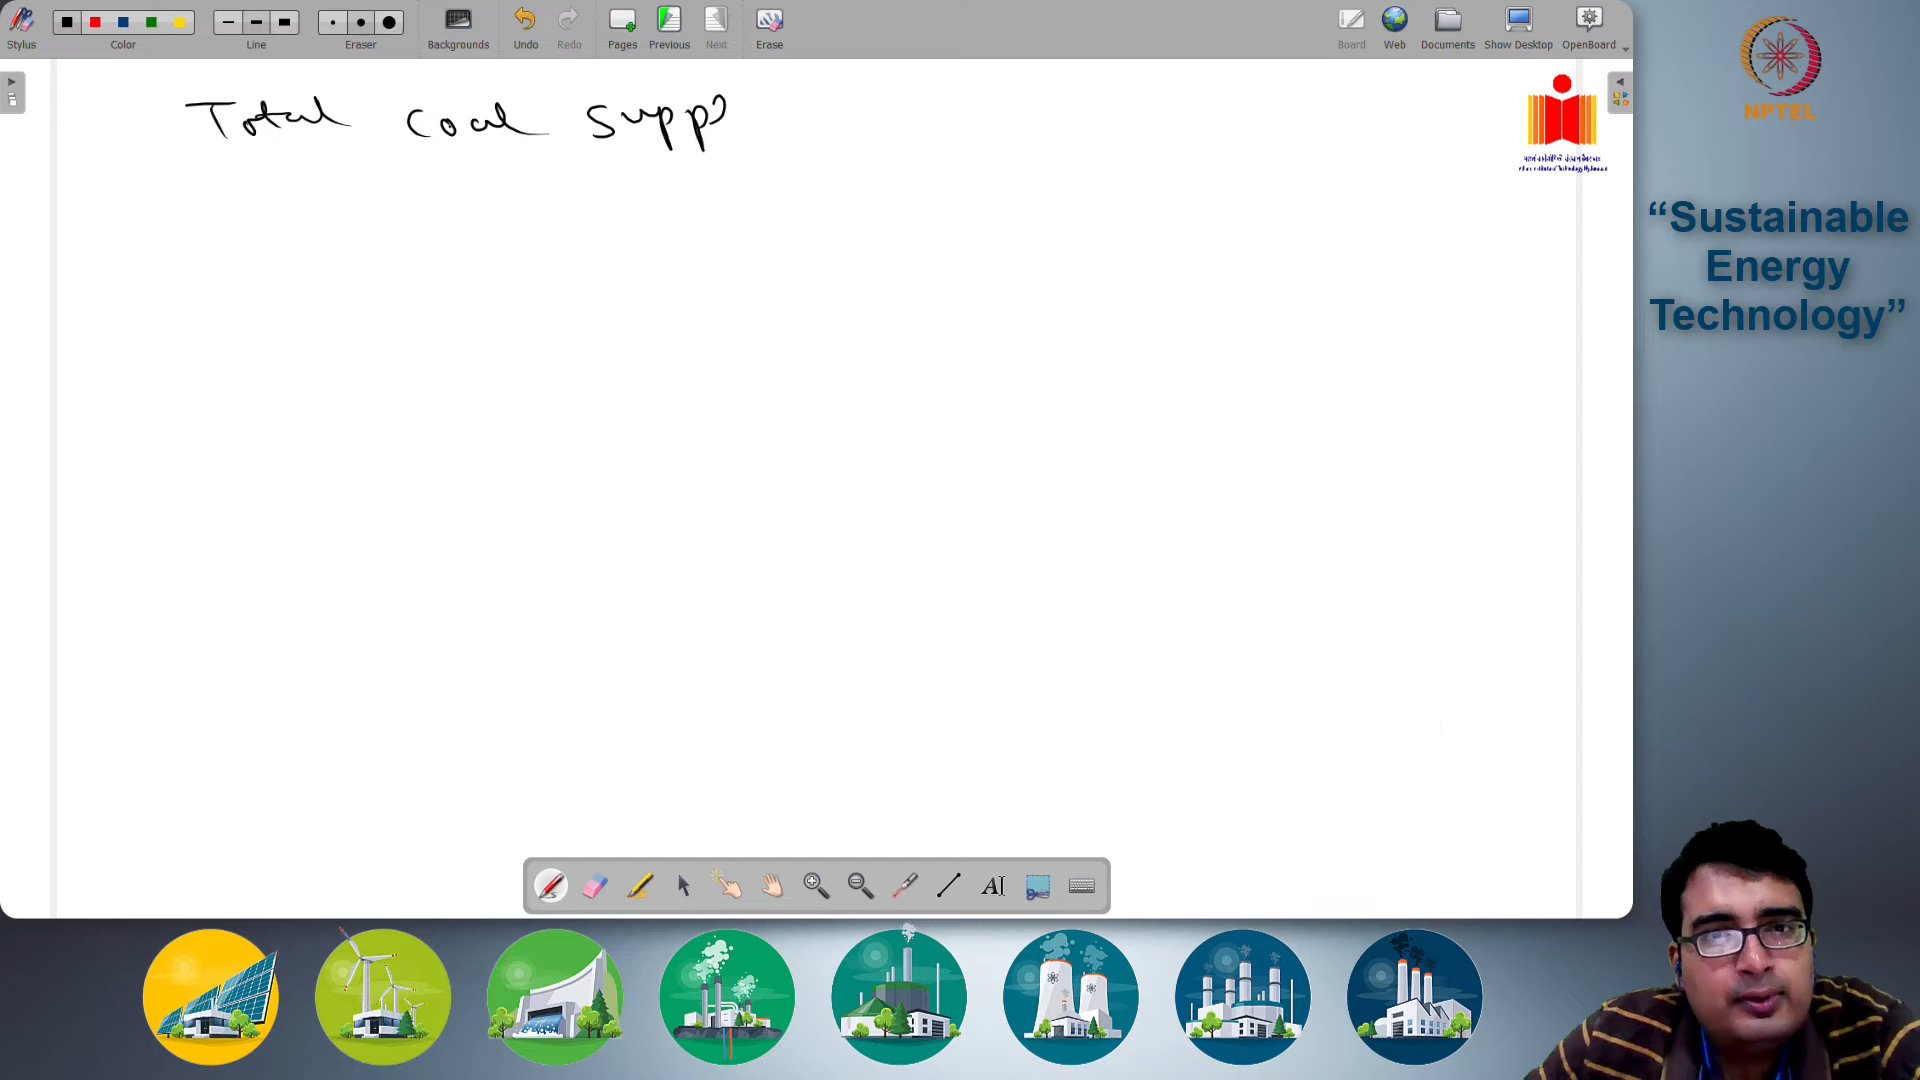 Stylus
Color
Line
Eraser
Backgrounds
Undo
Redo
Pages
Previous
Next
Erase
Board
Web
Documents
Show Desktop
OpenBoard
Total Coal Supp
NPTEL
“Sustainable
Energy
Technology”